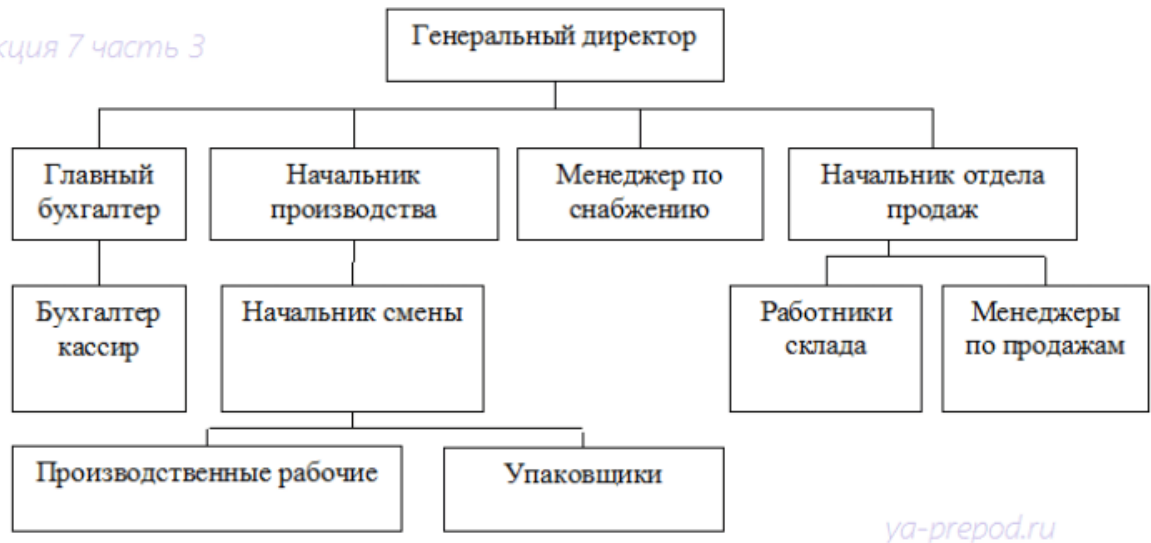 кция 7 часть 3
Генеральный директор
Главный
бухгалтер
Начальник
производства
Менеджер по
снабжению
Начальник отдела
продаж
Бухгалтер
кассир
Начальник смены
Работники
склада
Менеджеры
по продажам
Производственные рабочие
Упаковщики
ya-prepod.ru